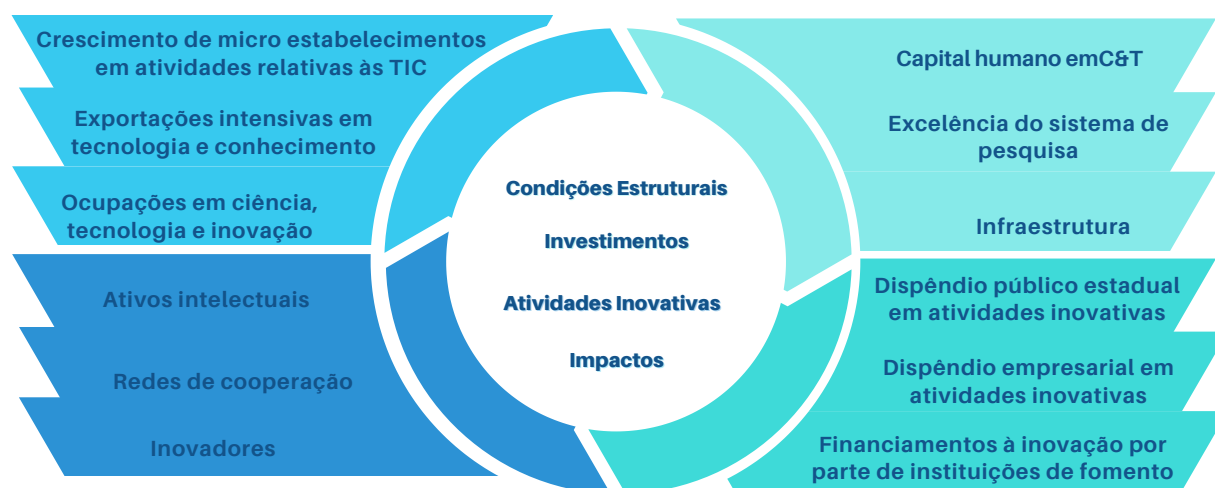 Crescimento de micro estabelecimentos
em atividades relativas às TIC
Exportações intensivas em
tecnologia e conhecimento
Ocupações em ciência,
tecnologia e inovação
Ativos intelectuais
Redes de cooperação
Inovadores
Condições Estruturais
Investimentos
Atividades Inovativas
Impactos
Capital humano emC&T
Excelência do sistema de
pesquisa
Infraestrutura
Dispêndio público estadual
em atividades inovativas
Dispêndio empresarial em
atividades inovativas
Financiamentos à inovação por
parte de instituições de fomento